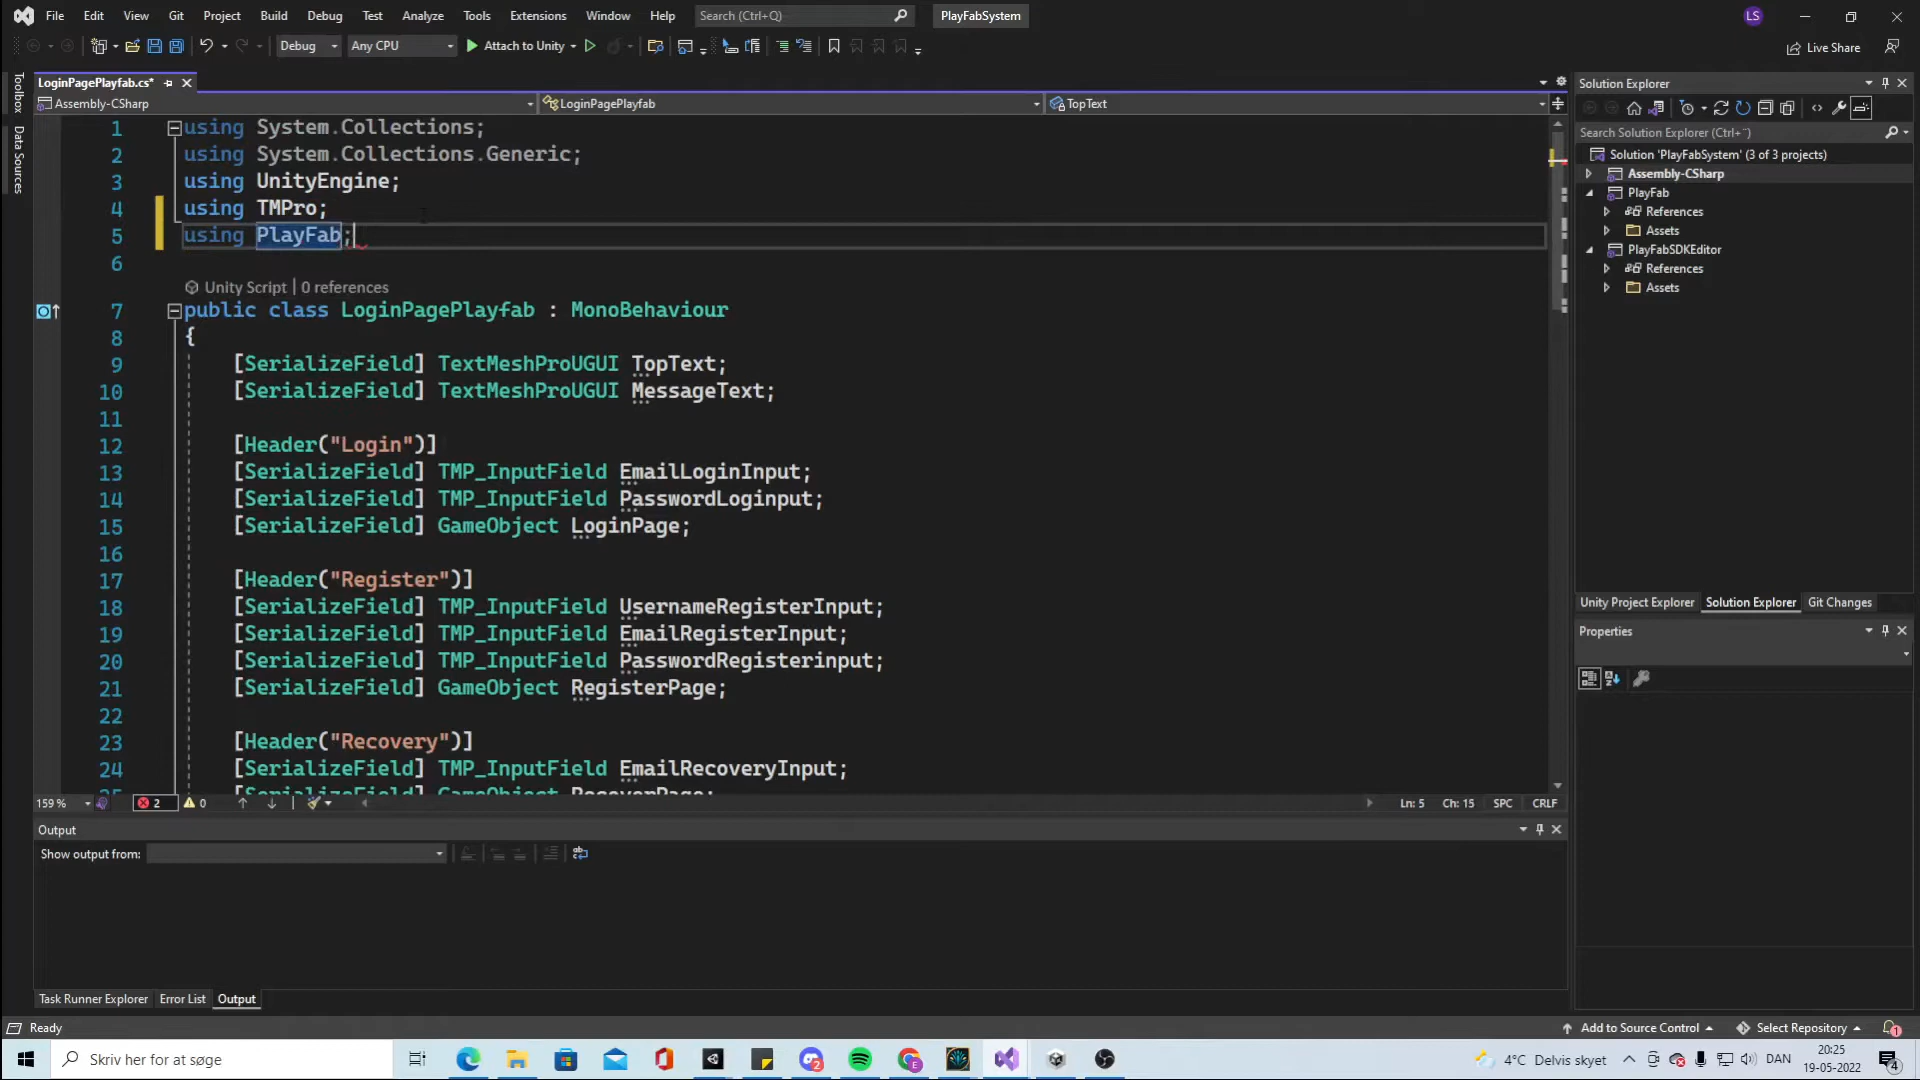 File Edit View Git Project Build Debug Test Analyze Tools Extensions Window Help Search (Ctrl+Q) PlayFabSystem LS
Debug Any CPU Attach to Unity Live Share
Toolbox
Data Sources
LoginPagePlayfab.cs*
Assembly-CSharp LoginPagePlayfab TopText
1 using System.Collections;
2 using System.Collections.Generic;
3 using UnityEngine;
4 using TMPro;
5 using PlayFab;
6
Unity Script | 0 references
7 public class LoginPagePlayfab : MonoBehaviour
8 {
9 [SerializeField] TextMeshProUGUI TopText;
10 [SerializeField] TextMeshProUGUI MessageText;
11
12 [Header("Login")]
13 [SerializeField] TMP_InputField EmailLoginInput;
14 [SerializeField] TMP_InputField PasswordLoginput;
15 [SerializeField] GameObject LoginPage;
16
17 [Header("Register")]
18 [SerializeField] TMP_InputField UsernameRegisterInput;
19 [SerializeField] TMP_InputField EmailRegisterInput;
20 [SerializeField] TMP_InputField PasswordRegisterinput;
21 [SerializeField] GameObject RegisterPage;
22
23 [Header("Recovery")]
24 [SerializeField] TMP_InputField EmailRecoveryInput;
25 [SerializeField] GameObject RecoverPage;
159 % 2 0 Ln: 5 Ch: 15 SPC CRLF
Output
Show output from:
Task Runner Explorer Error List Output
Solution Explorer
Search Solution Explorer (Ctrl+¨)
Solution 'PlayFabSystem' (3 of 3 projects)
Assembly-CSharp
PlayFab
References
Assets
PlayFabSDKEditor
References
Assets
Unity Project Explorer Solution Explorer Git Changes
Properties
Ready Add to Source Control Select Repository 1
Skriv her for at søge 2 4°C Delvis skyet DAN 20:25
19-05-2022 4